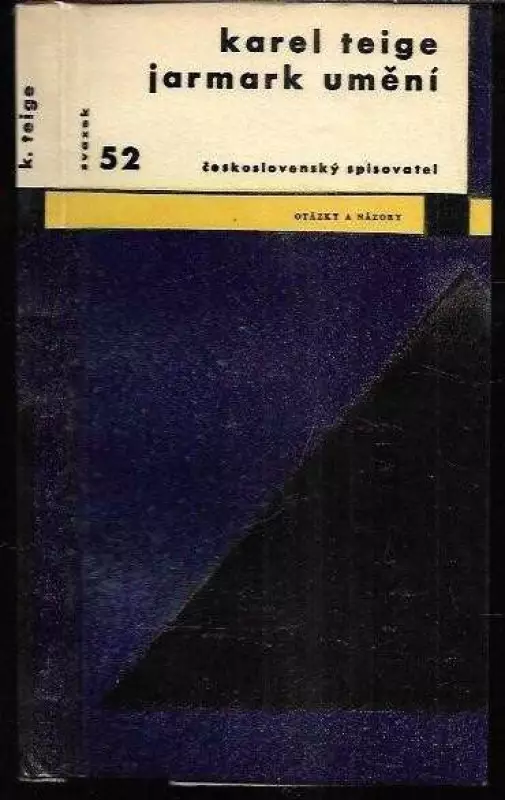 karel teige
jarmark umění
k. teige
svazek
52
československý spisovatel
OTÁZKY A NÁZORY